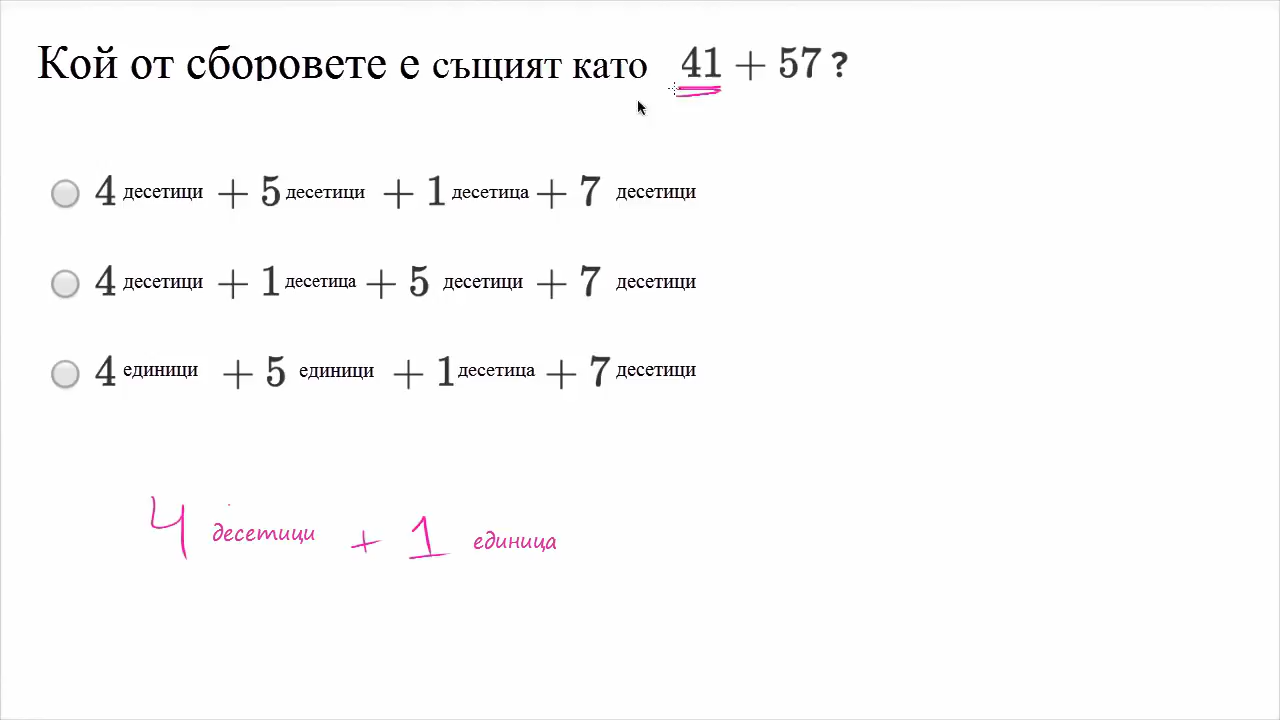 Кой от сборовете е същият като 41 + 57 ?
4 десетици + 5 десетици + 1 десетица + 7 десетици
4 десетици + 1 десетица + 5 десетици + 7 десетици
4 единици + 5 единици + 1 десетица + 7 десетици
4 десетици + 1 единица